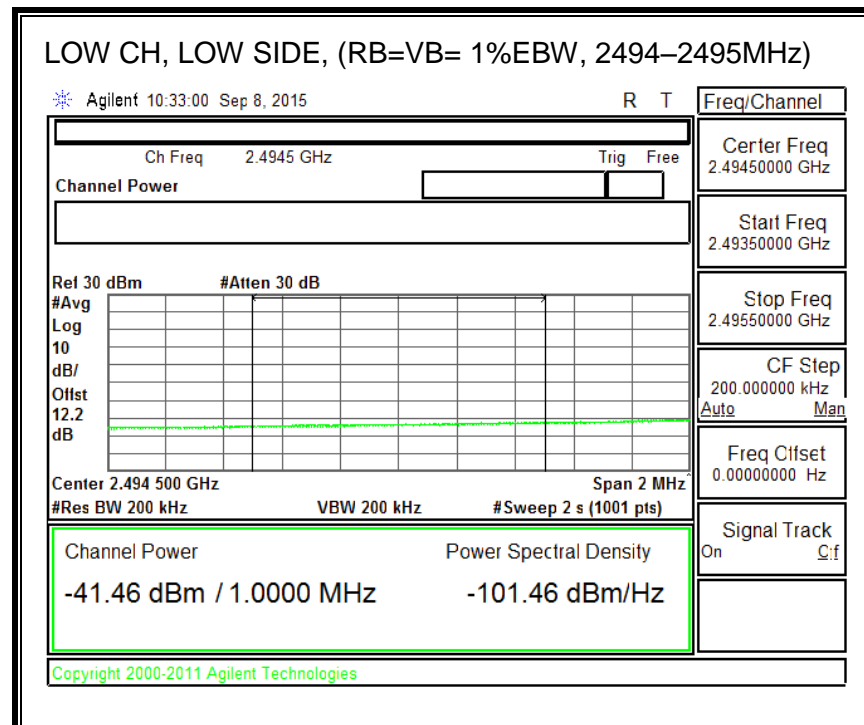 LOW CH, LOW SIDE, (RB=VB= 1%EBW, 2494–2495MHz)
Agilent 10:33:00 Sep 8, 2015 R T
Freq/Channel
Ch Freq 2.4945 GHz Trig Free
Channel Power
Center Freq
2.49450000 GHz
Start Freq
2.49350000 GHz
Stop Freq
2.49550000 GHz
CF Step
200.000000 kHz
Auto Man
Freq Offset
0.00000000 Hz
Signal Track
On Off
Ref 30 dBm #Atten 30 dB
#Avg
Log
10
dB/
Offst
12.2
dB
Center 2.494 500 GHz Span 2 MHz^
#Res BW 200 kHz VBW 200 kHz #Sweep 2 s (1001 pts)
Channel Power Power Spectral Density
-41.46 dBm / 1.0000 MHz -101.46 dBm/Hz
Copyright 2000-2011 Agilent Technologies